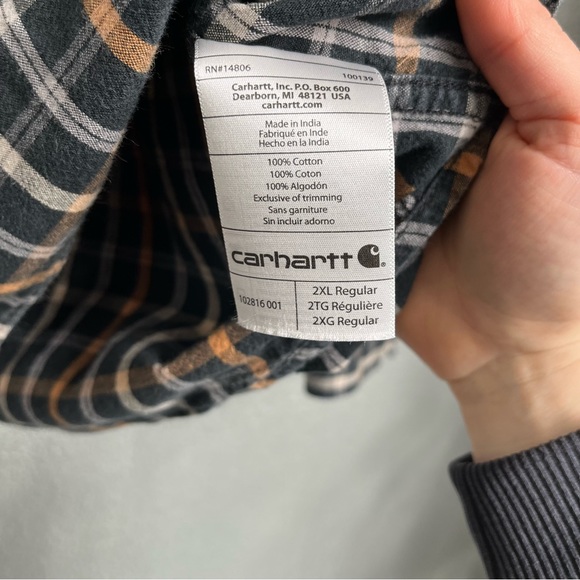 RN#14806
100139
Carhartt, Inc. P.O. Box 600
Dearborn, MI 48121 USA
carhartt.com
Made in India
Fabriqué en Inde
Hecho en la India
100% Cotton
100% Coton
100% Algodón
Exclusive of trimming
Sans garniture
Sin incluir adorno
carhartt
102816 001
2XL Regular
2TG Régulière
2XG Regular